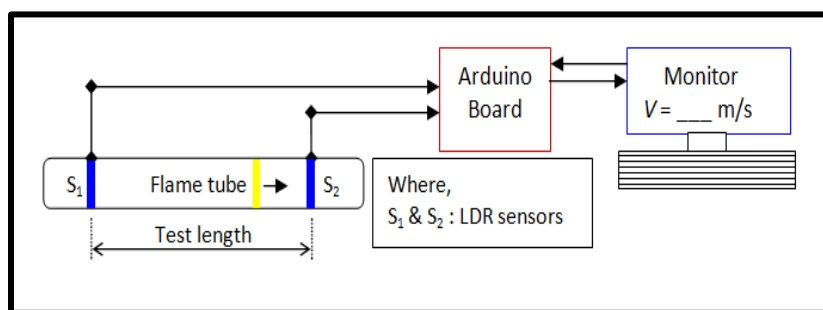 Arduino
Board
Monitor
V = ___ m/s
S₁ Flame tube S₂
Test length
Where,
S₁ & S₂ : LDR sensors